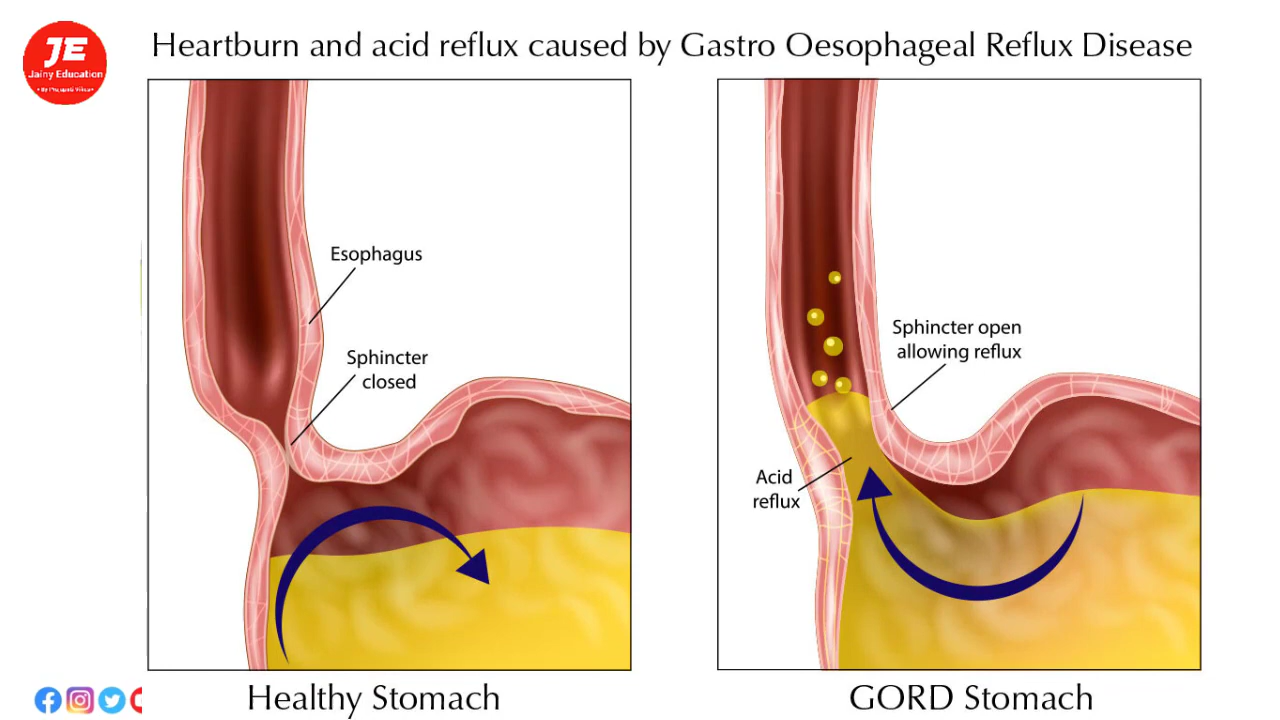 JE
Jainy Education
Heartburn and acid reflux caused by Gastro Oesophageal Reflux Disease
Esophagus
Sphincter
closed
Sphincter open
allowing reflux
Acid
reflux
Healthy Stomach
GORD Stomach